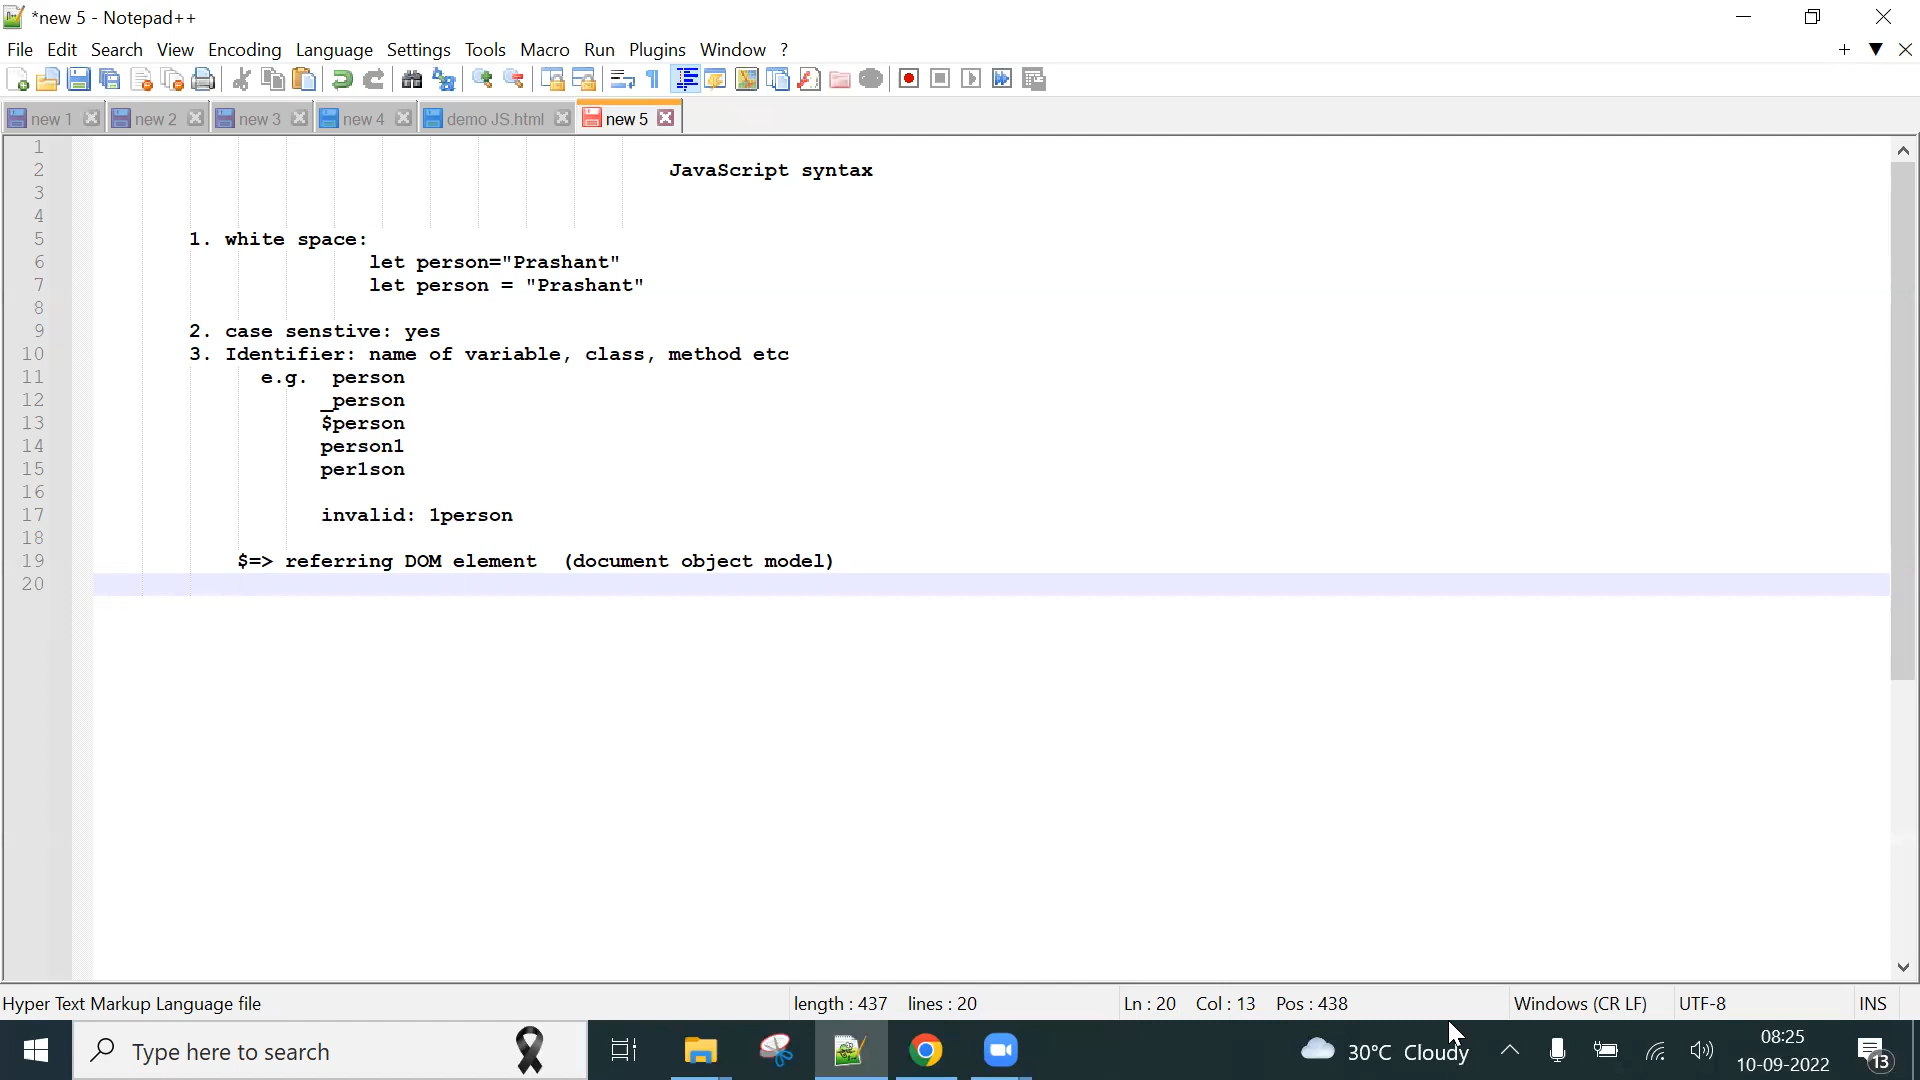 *new 5 - Notepad++
File Edit Search View Encoding Language Settings Tools Macro Run Plugins Window ?
new 1 new 2 new 3 new 4 demo JS.html new 5
1
2 JavaScript syntax
3
4
5 1. white space:
6 let person="Prashant"
7 let person = "Prashant"
8
9 2. case senstive: yes
10 3. Identifier: name of variable, class, method etc
11 e.g. person
12 _person
13 $person
14 person1
15 per1son
16
17 invalid: 1person
18
19 $=> referring DOM element (document object model)
20
Hyper Text Markup Language file length : 437 lines : 20 Ln : 20 Col : 13 Pos : 438 Windows (CR LF) UTF-8 INS
Type here to search 30°C Cloudy 08:25
10-09-2022 13